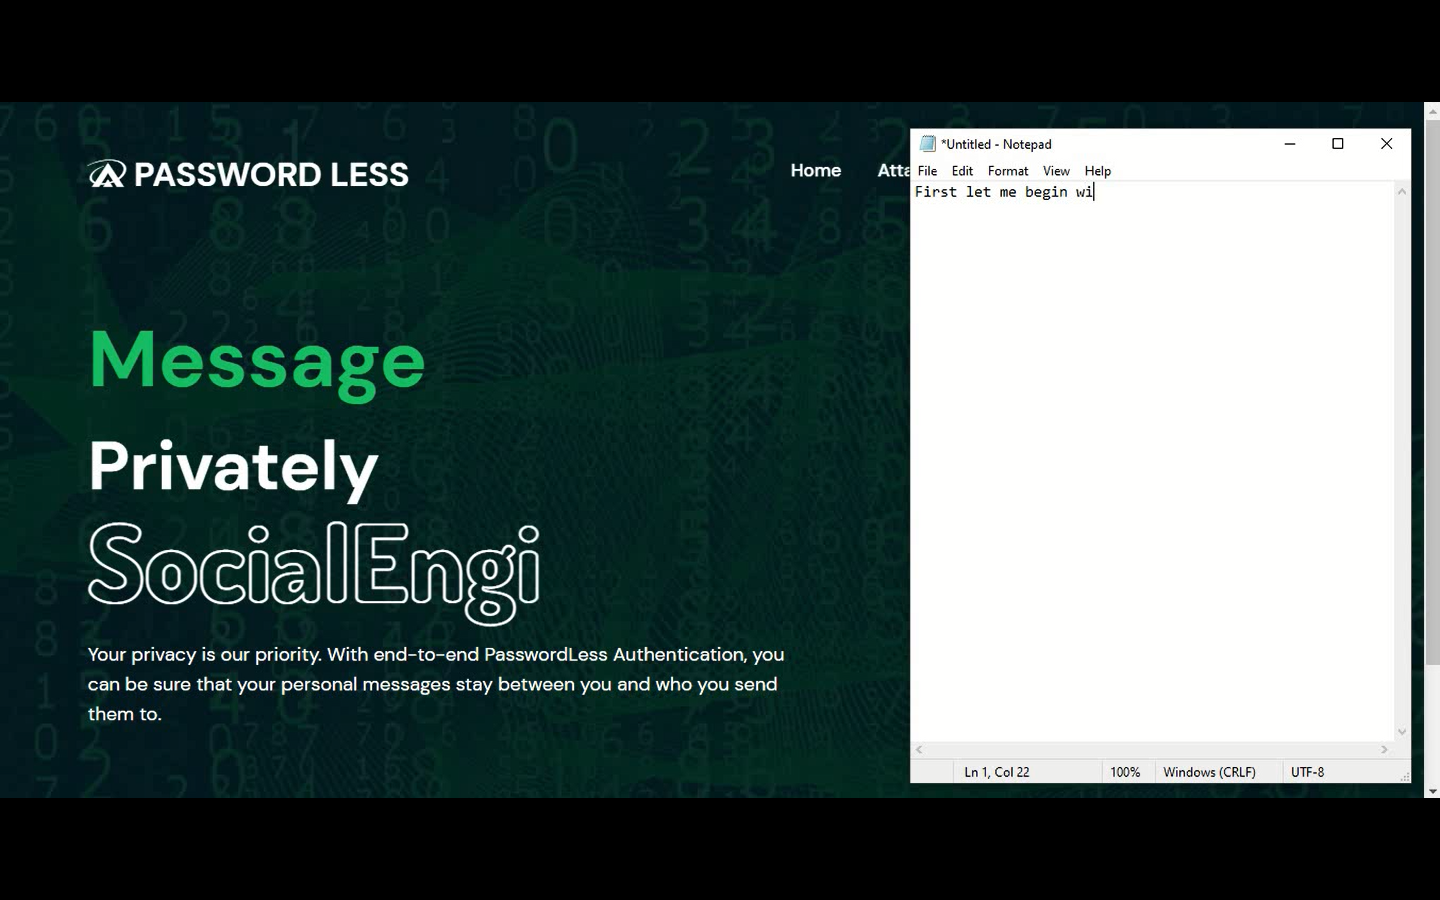 PASSWORD LESS
Home
Atta
Message
Privately
SocialEngi
Your privacy is our priority. With end-to-end PasswordLess Authentication, you
can be sure that your personal messages stay between you and who you send
them to.
*Untitled - Notepad
File Edit Format View Help
First let me begin wi
Ln 1, Col 22
100%
Windows (CRLF)
UTF-8